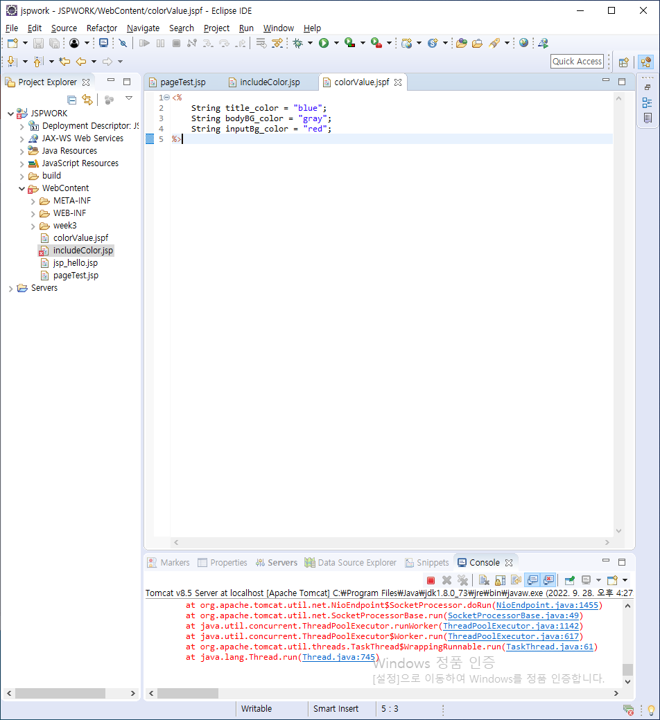 jspwork - JSPWORK/WebContent/colorValue.jspf - Eclipse IDE
File Edit Source Refactor Navigate Search Project Run Window Help
Quick Access
Project Explorer
JSPWORK
Deployment Descriptor: JS
JAX-WS Web Services
Java Resources
JavaScript Resources
build
WebContent
META-INF
WEB-INF
week3
colorValue.jspf
includeColor.jsp
jsp_hello.jsp
pageTest.jsp
Servers
pageTest.jsp includeColor.jsp colorValue.jspf
1 <%
2 String title_color = "blue";
3 String bodyBG_color = "gray";
4 String inputBg_color = "red";
5 %>
Markers Properties Servers Data Source Explorer Snippets Console
Tomcat v8.5 Server at localhost [Apache Tomcat] C:₩Program Files₩Java₩jdk1.8.0_73₩jre₩bin₩javaw.exe (2022. 9. 28. 오후 4:27
at org.apache.tomcat.util.net.NioEndpoint$SocketProcessor.doRun(NioEndpoint.java:1455)
at org.apache.tomcat.util.net.SocketProcessorBase.run(SocketProcessorBase.java:49)
at java.util.concurrent.ThreadPoolExecutor.runWorker(ThreadPoolExecutor.java:1142)
at java.util.concurrent.ThreadPoolExecutor$Worker.run(ThreadPoolExecutor.java:617)
at org.apache.tomcat.util.threads.TaskThread$WrappingRunnable.run(TaskThread.java:61)
at java.lang.Thread.run(Thread.java:745)
Windows 정품 인증
[설정]으로 이동하여 Windows를 정품 인증합니다.
Writable Smart Insert 5 : 3